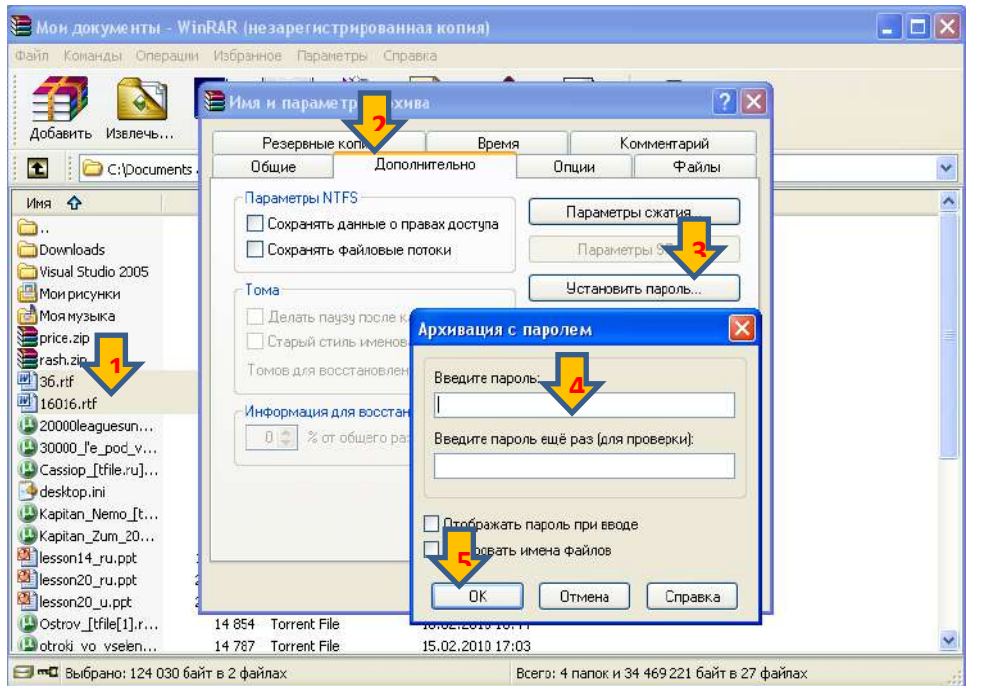 Мои документы - WinRAR (незарегистрированная копия)
Файл Команды Операции Избранное Параметры Справка
Добавить Извлечь...
C:\Documents
Имя
..
Downloads
Visual Studio 2005
Мои рисунки
Моя музыка
price.zip
rash.zip
36.rtf
16016.rtf
20000leaguesun...
30000_l'e_pod_v...
Cassiop_[tfile.ru]...
desktop.ini
Kapitan_Nemo_[t...
Kapitan_Zum_20...
lesson14_ru.ppt
lesson20_ru.ppt
lesson20_u.ppt
Ostrov_[tfile[1].r... 14 854 Torrent File
otroki_vo_vselen... 14 787 Torrent File 15.02.2010 17:03
Выбрано: 124 030 байт в 2 файлах Всего: 4 папок и 34 469 221 байт в 27 файлах
1
Имя и
2
Резервные Время Комментарий
Общие Дополнительно Опции Файлы
Параметры NTFS
Сохранять данные о правах доступа
Сохранять файловые потоки
Параметры сжатия...
Параметры
3
Установить пароль...
Тома
Делать паузу после
Старый стиль
Томов для
Информация для
0 % от общего
Архивация с паролем
Введите пароль:
4
Введите пароль ещё раз (для проверки):
Отображать пароль при вводе
имена файлов
5
OK Отмена Справка